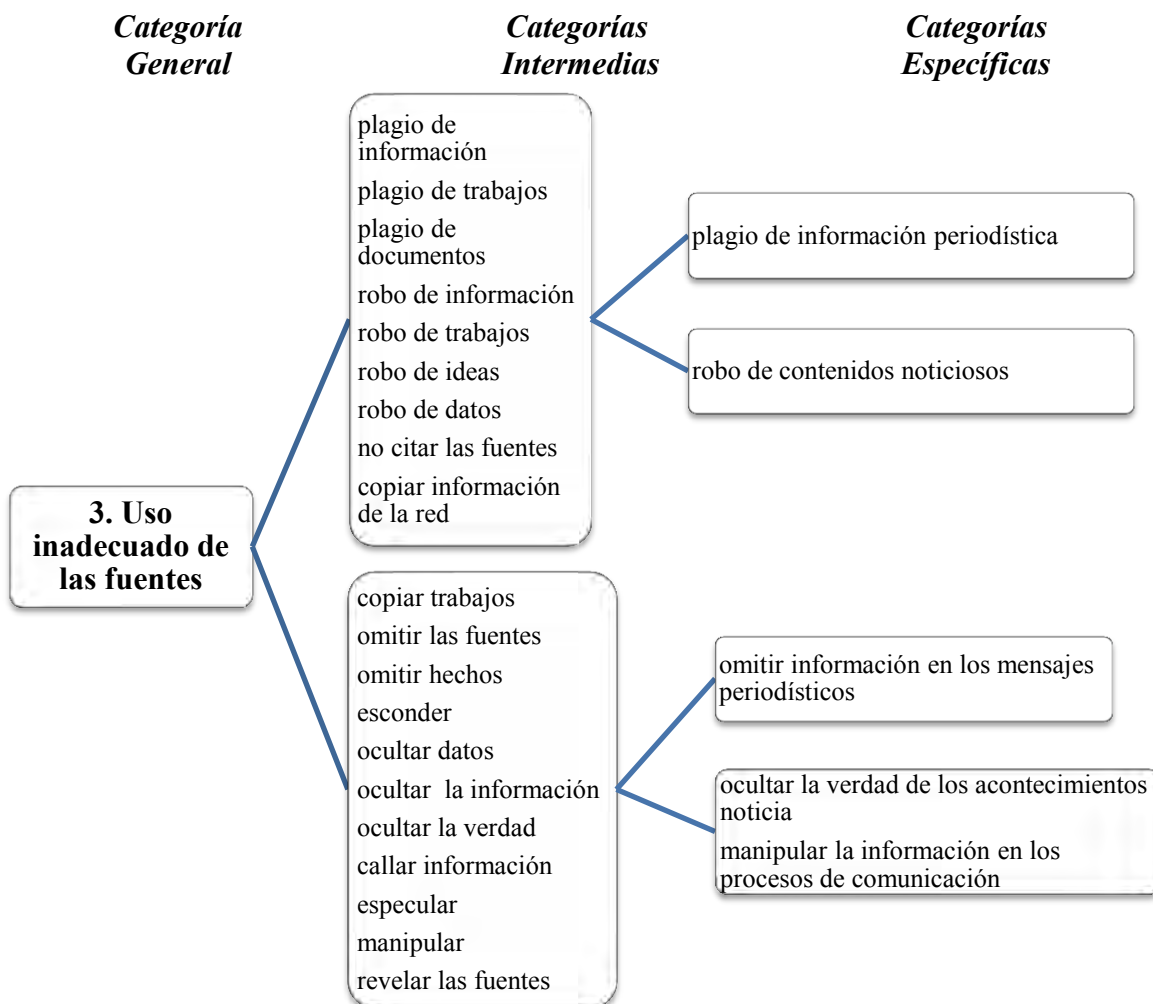 Categoría
General
Categorías
Intermedias
Categorías
Específicas
plagio de
información
plagio de trabajos
plagio de
documentos
robo de información
robo de trabajos
robo de ideas
robo de datos
no citar las fuentes
copiar información
de la red
plagio de información periodística
robo de contenidos noticiosos
3. Uso
inadecuado de
las fuentes
copiar trabajos
omitir las fuentes
omitir hechos
esconder
ocultar datos
ocultar  la información
ocultar la verdad
callar información
especular
manipular
revelar las fuentes
omitir información en los mensajes
periodísticos
ocultar la verdad de los acontecimientos
noticia
manipular la información en los
procesos de comunicación